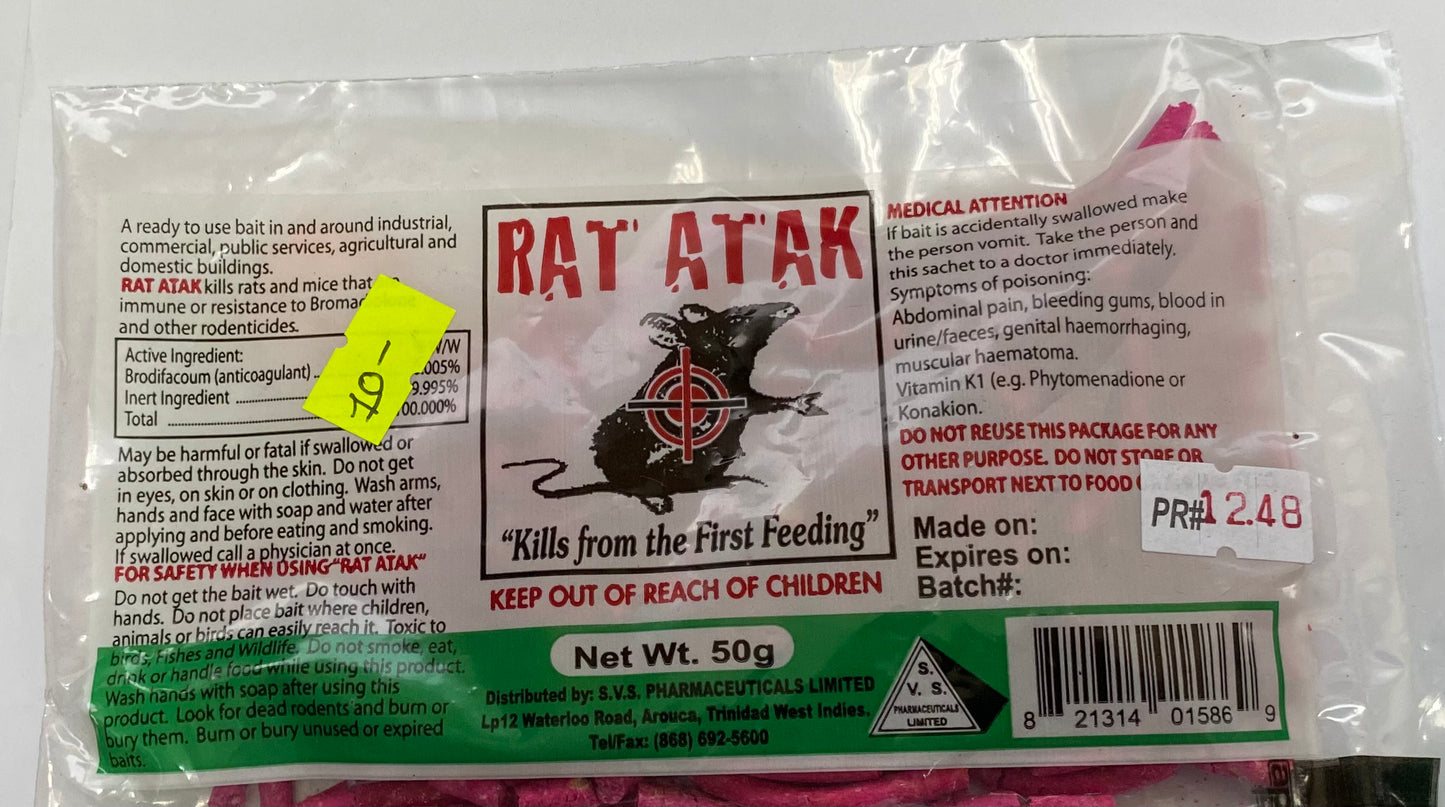 A ready to use bait in and around industrial,
commercial, public services, agricultural and
domestic buildings.
RAT ATAK kills rats and mice that
immune or resistance to
and other rodenticides.
Active Ingredient: W/W
Brodifacoum (anticoagulant) .005%
Inert Ingredient 9.995%
Total 00.000%
70-
May be harmful or fatal if swallowed or
absorbed through the skin. Do not get
in eyes, on skin or on clothing. Wash arms,
hands and face with soap and water after
applying and before eating and smoking.
If swallowed call a physician at once.
FOR SAFETY WHEN USING "RAT ATAK"
Do not get the bait wet. Do touch with
hands. Do not place bait where children,
animals or birds can easily reach it. Toxic to
birds, Fishes and Wildlife. Do not smoke, eat,
drink or handle food while using this product.
Wash hands with soap after using this
product. Look for dead rodents and burn or
bury them. Burn or bury unused or expired
baits.
RAT ATAK
"Kills from the First Feeding"
KEEP OUT OF REACH OF CHILDREN
Net Wt. 50g
Distributed by: S.V.S. PHARMACEUTICALS LIMITED
Lp12 Waterloo Road, Arouca, Trinidad West Indies.
Tel/Fax: (868) 692-5600
MEDICAL ATTENTION
If bait is accidentally swallowed make
the person vomit. Take the person and
this sachet to a doctor immediately.
Symptoms of poisoning:
Abdominal pain, bleeding gums, blood in
urine/faeces, genital haemorrhaging,
muscular haematoma.
Vitamin K1 (e.g. Phytomenadione or
Konakion.
DO NOT REUSE THIS PACKAGE FOR ANY
OTHER PURPOSE. DO NOT STORE OR
TRANSPORT NEXT TO FOOD
PR#12.48
Made on:
Expires on:
Batch#:
S.
V. S.
PHARMACEUTICALS
LIMITED
8 21314 01586 9